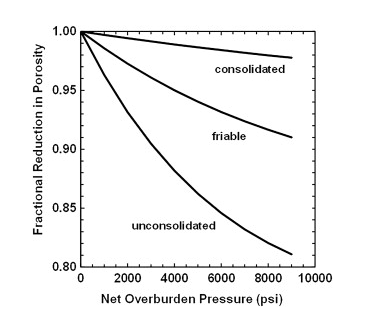 Fractional Reduction in Porosity
1.00
0.95
0.90
0.85
0.80
consolidated
friable
unconsolidated
0 2000 4000 6000 8000 10000
Net Overburden Pressure (psi)